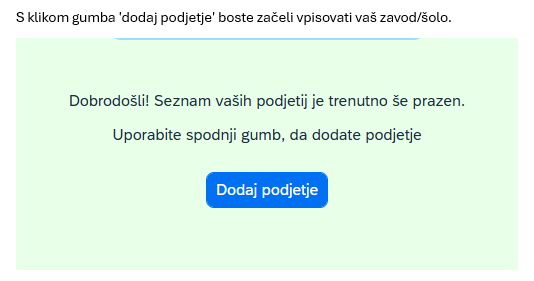 S klikom gumba 'dodaj podjetje' boste začeli vpisovati vaš zavod/šolo.
Dobrodošli! Seznam vaših podjetij je trenutno še prazen.
Uporabite spodnji gumb, da dodate podjetje
Dodaj podjetje